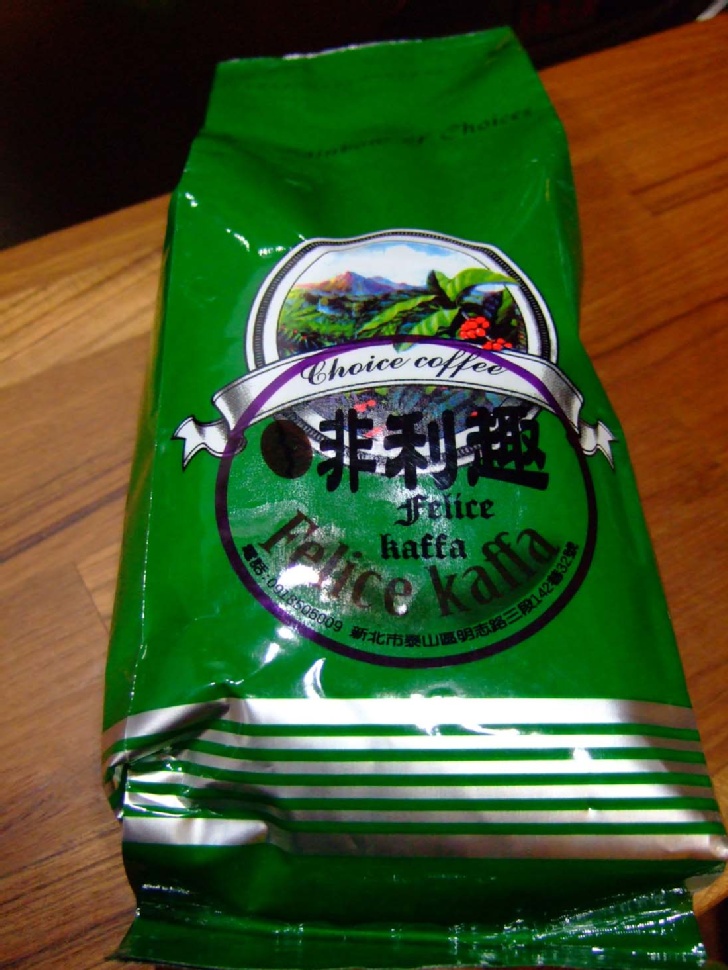 Choice coffee
非利趣
Felice
kaffa
Felice kaffa
新北市泰山區明志路三段142巷32號